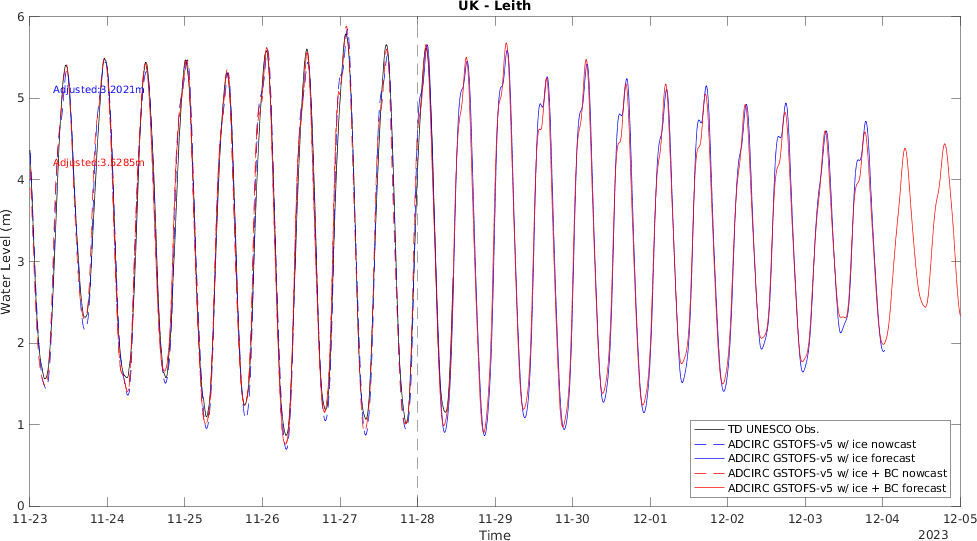 UK - Leith
Water Level (m)
6
5
4
3
2
1
0
Adjusted:3.2021m
Adjusted:3.5285m
TD UNESCO Obs.
ADCIRC GSTOFS-v5 w/ ice nowcast
ADCIRC GSTOFS-v5 w/ ice forecast
ADCIRC GSTOFS-v5 w/ ice + BC nowcast
ADCIRC GSTOFS-v5 w/ ice + BC forecast
11-23 11-24 11-25 11-26 11-27 11-28 11-29 11-30 12-01 12-02 12-03 12-04 12-05
Time
2023